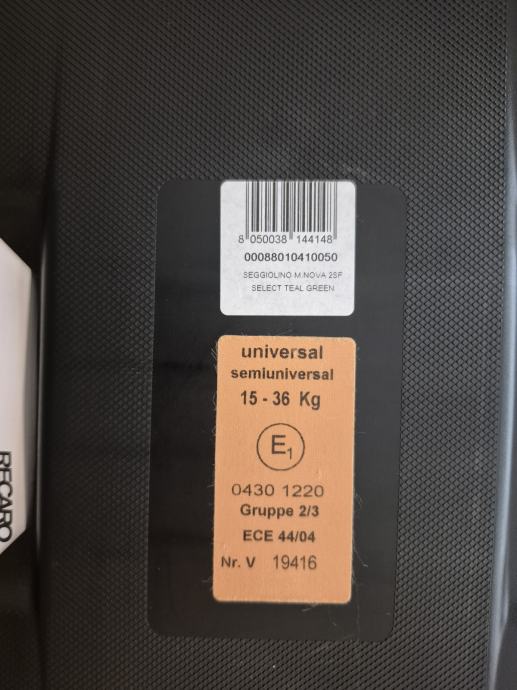 8 050038 144148
00088010410050
SEGGIOLINO M.NOVA 2SF
SELECT TEAL GREEN
universal
semiuniversal
15 - 36 Kg
E1
0430 1220
Gruppe 2/3
ECE 44/04
Nr. V 19416
RECARO